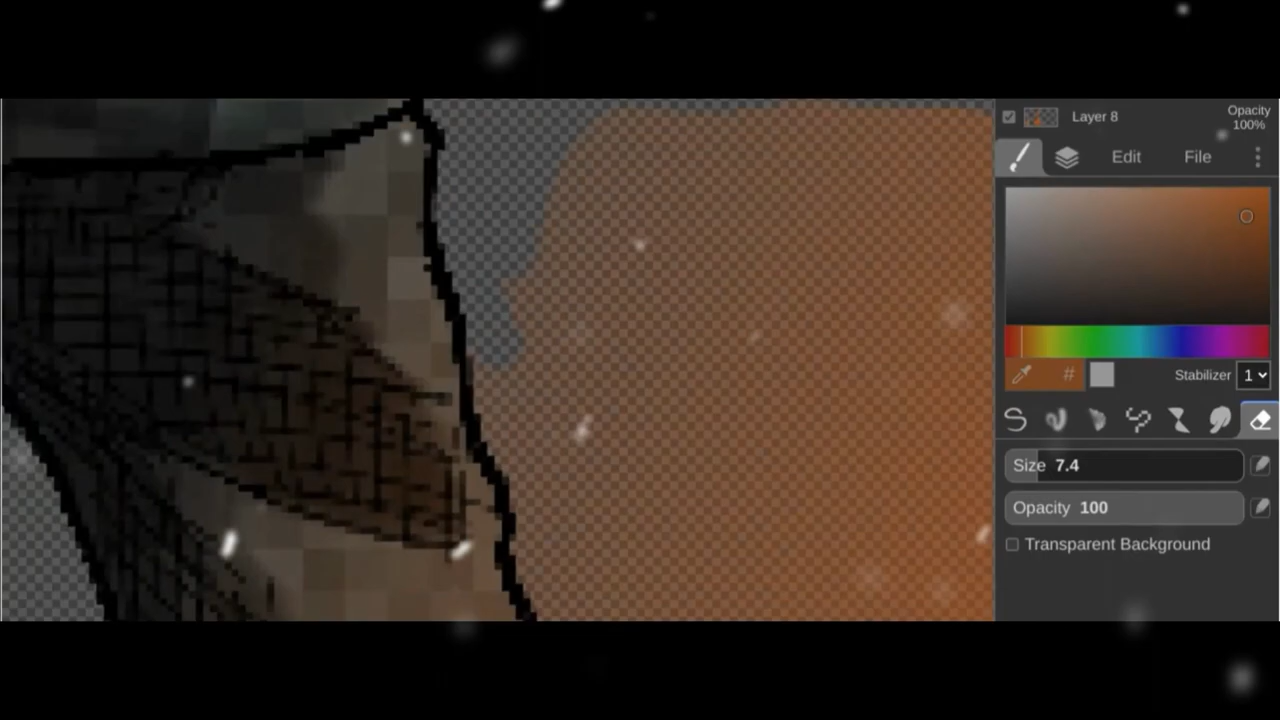 Layer 8
Opacity
100%
Edit File
#
Stabilizer 1
Size 7.4
Opacity 100
Transparent Background